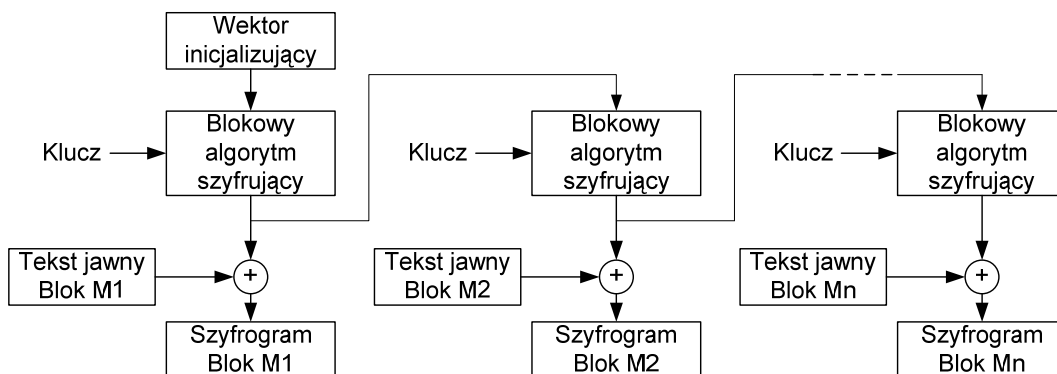 Wektor
inicjalizujący
Klucz
Blokowy
algorytm
szyfrujący
Klucz
Blokowy
algorytm
szyfrujący
Klucz
Blokowy
algorytm
szyfrujący
Tekst jawny
Blok M1
+
Tekst jawny
Blok M2
+
Tekst jawny
Blok Mn
+
Szyfrogram
Blok M1
Szyfrogram
Blok M2
Szyfrogram
Blok Mn